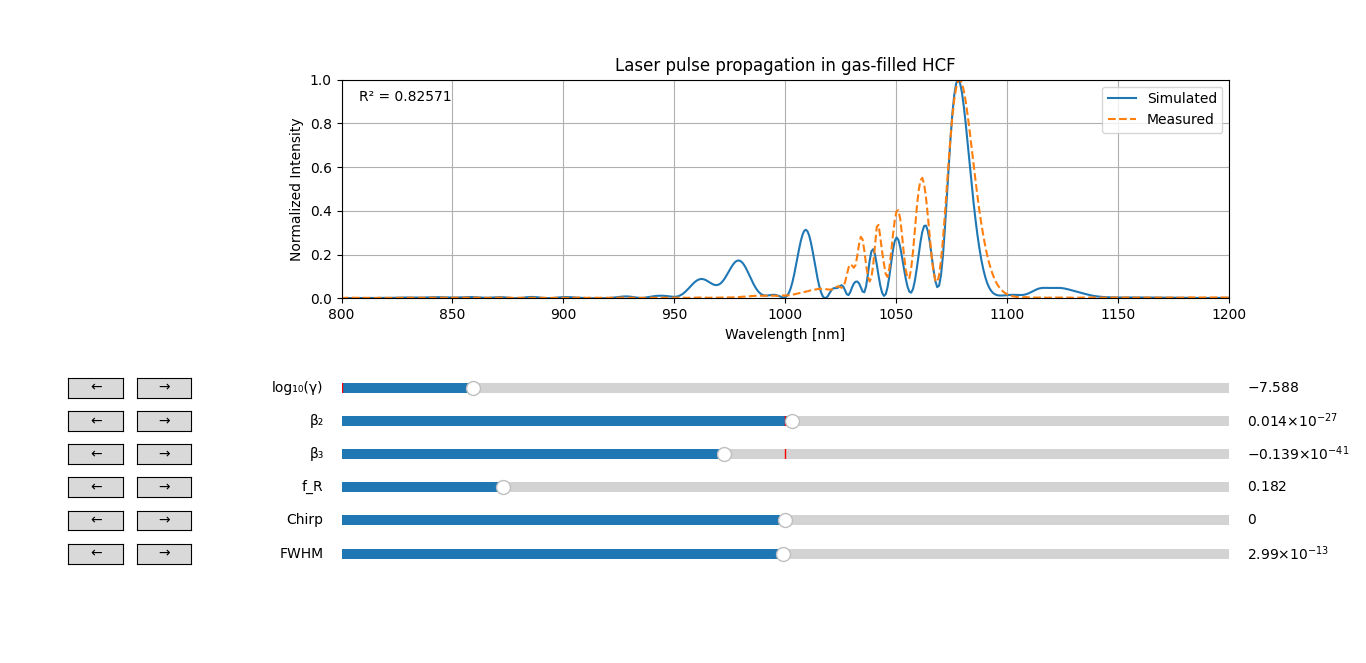 Laser pulse propagation in gas-filled HCF
R² = 0.82571
Simulated
Measured
Normalized Intensity
1.0
0.8
0.6
0.4
0.2
0.0
800 850 900 950 1000 1050 1100 1150 1200
Wavelength [nm]
← → log₁₀(γ) −7.588
← → β₂ 0.014×10⁻²⁷
← → β₃ −0.139×10⁻⁴¹
← → f_R 0.182
← → Chirp 0
← → FWHM 2.99×10⁻¹³